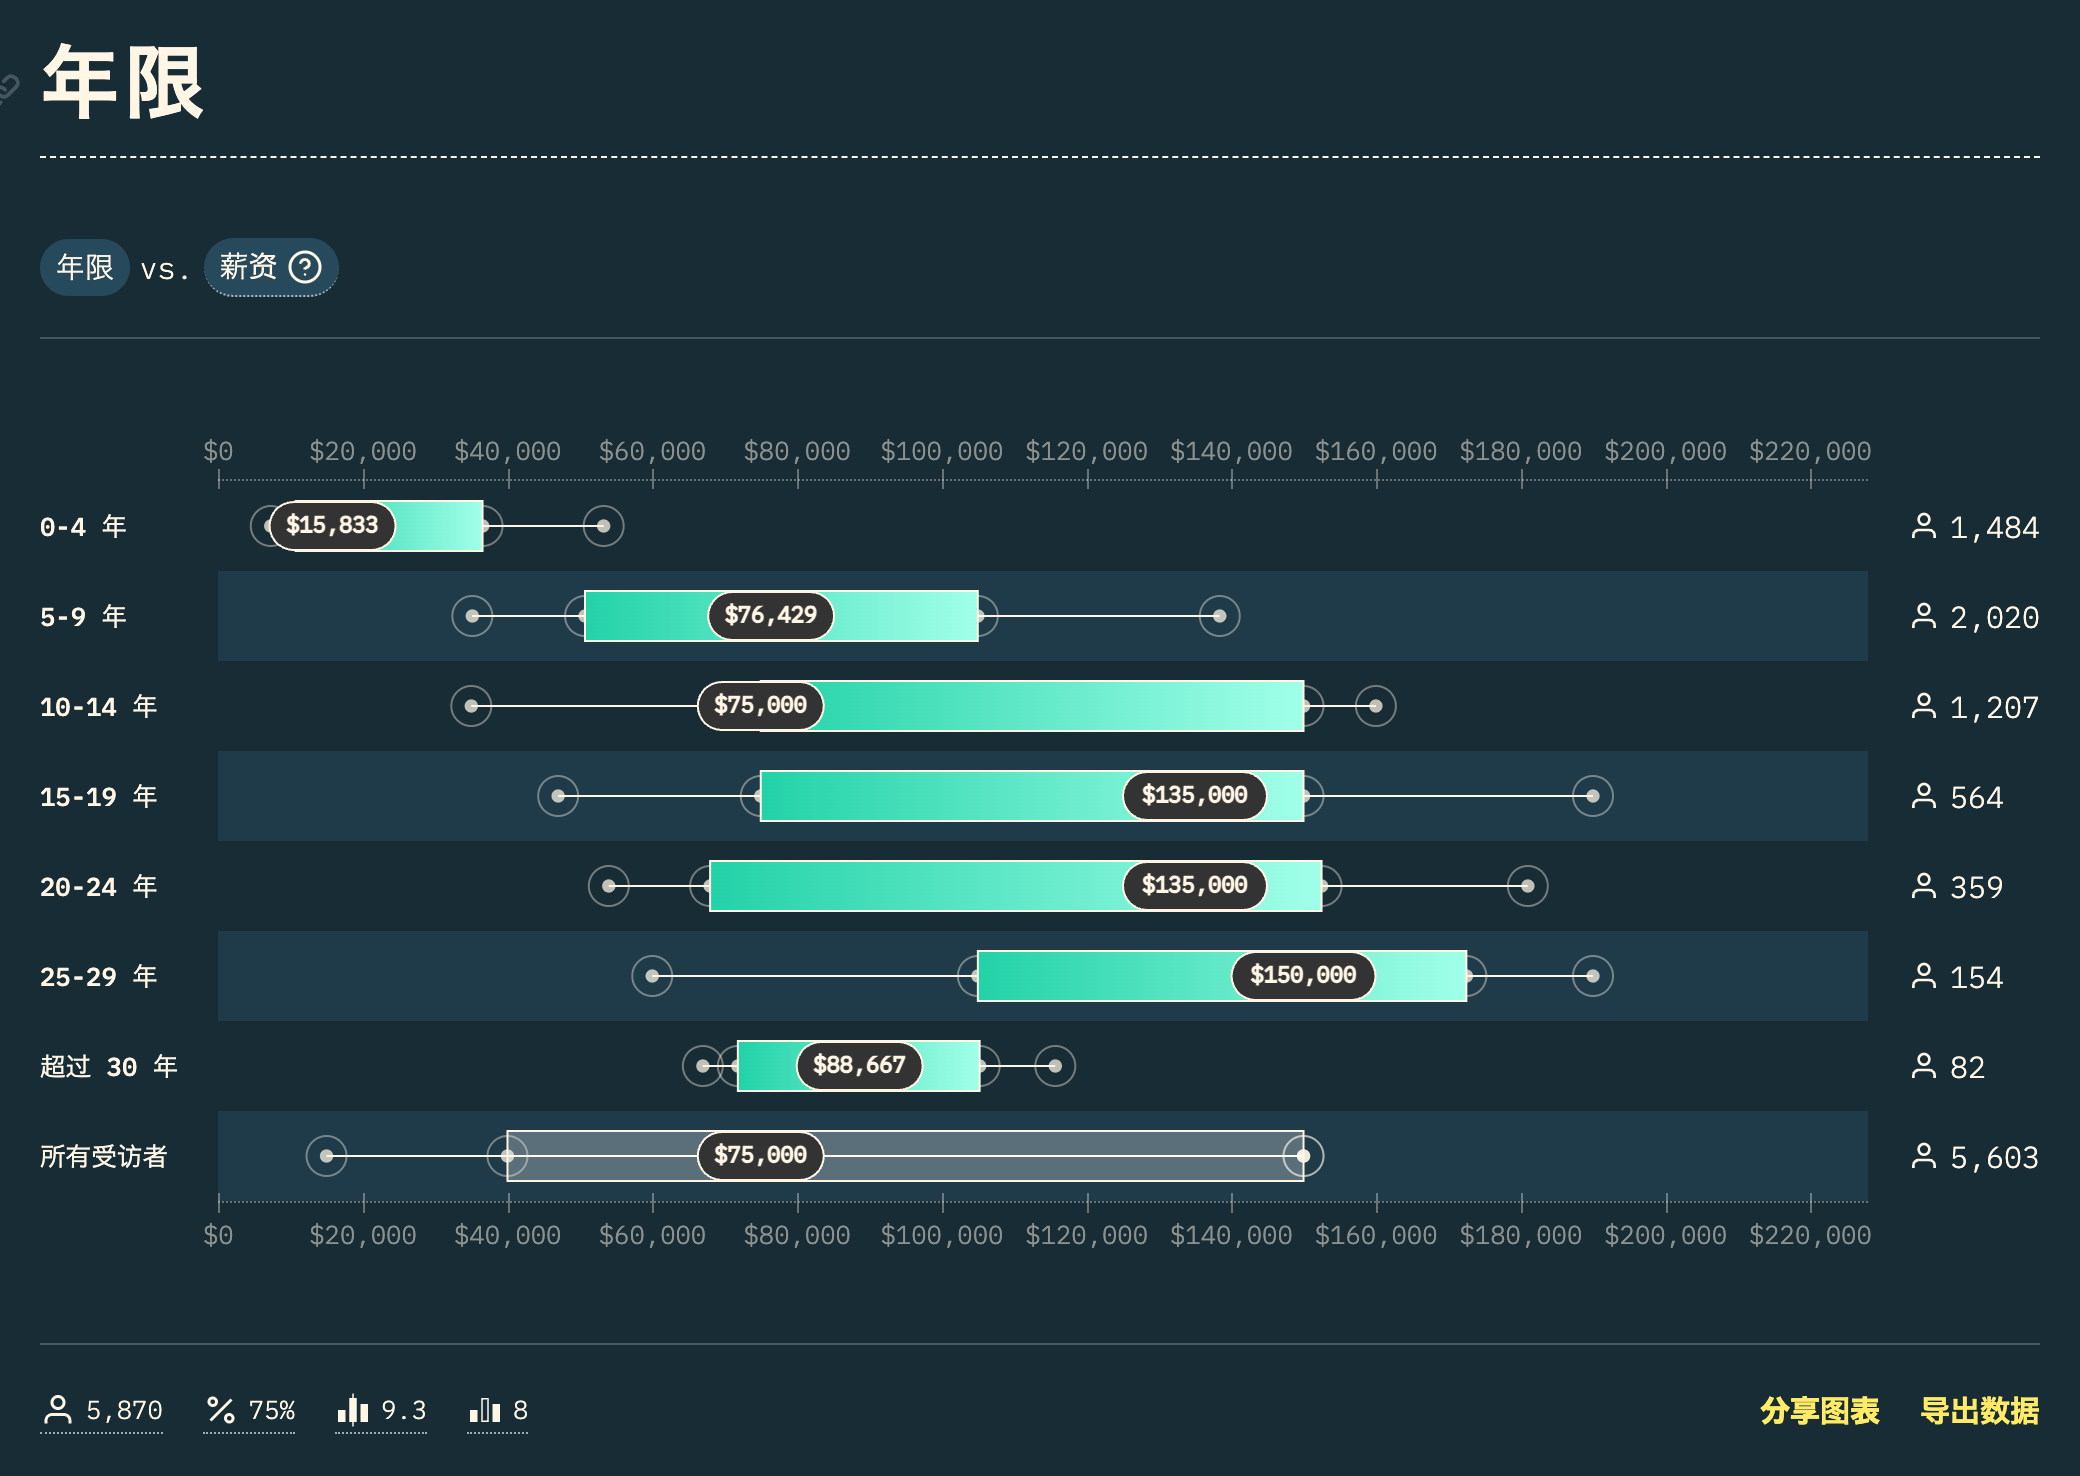 年限
年限 vs. 薪资
$0 $20,000 $40,000 $60,000 $80,000 $100,000 $120,000 $140,000 $160,000 $180,000 $200,000 $220,000
0-4 年 $15,833 1,484
5-9 年 $76,429 2,020
10-14 年 $75,000 1,207
15-19 年 $135,000 564
20-24 年 $135,000 359
25-29 年 $150,000 154
超过 30 年 $88,667 82
所有受访者 $75,000 5,603
$0 $20,000 $40,000 $60,000 $80,000 $100,000 $120,000 $140,000 $160,000 $180,000 $200,000 $220,000
5,870 75% 9.3 8 分享图表 导出数据